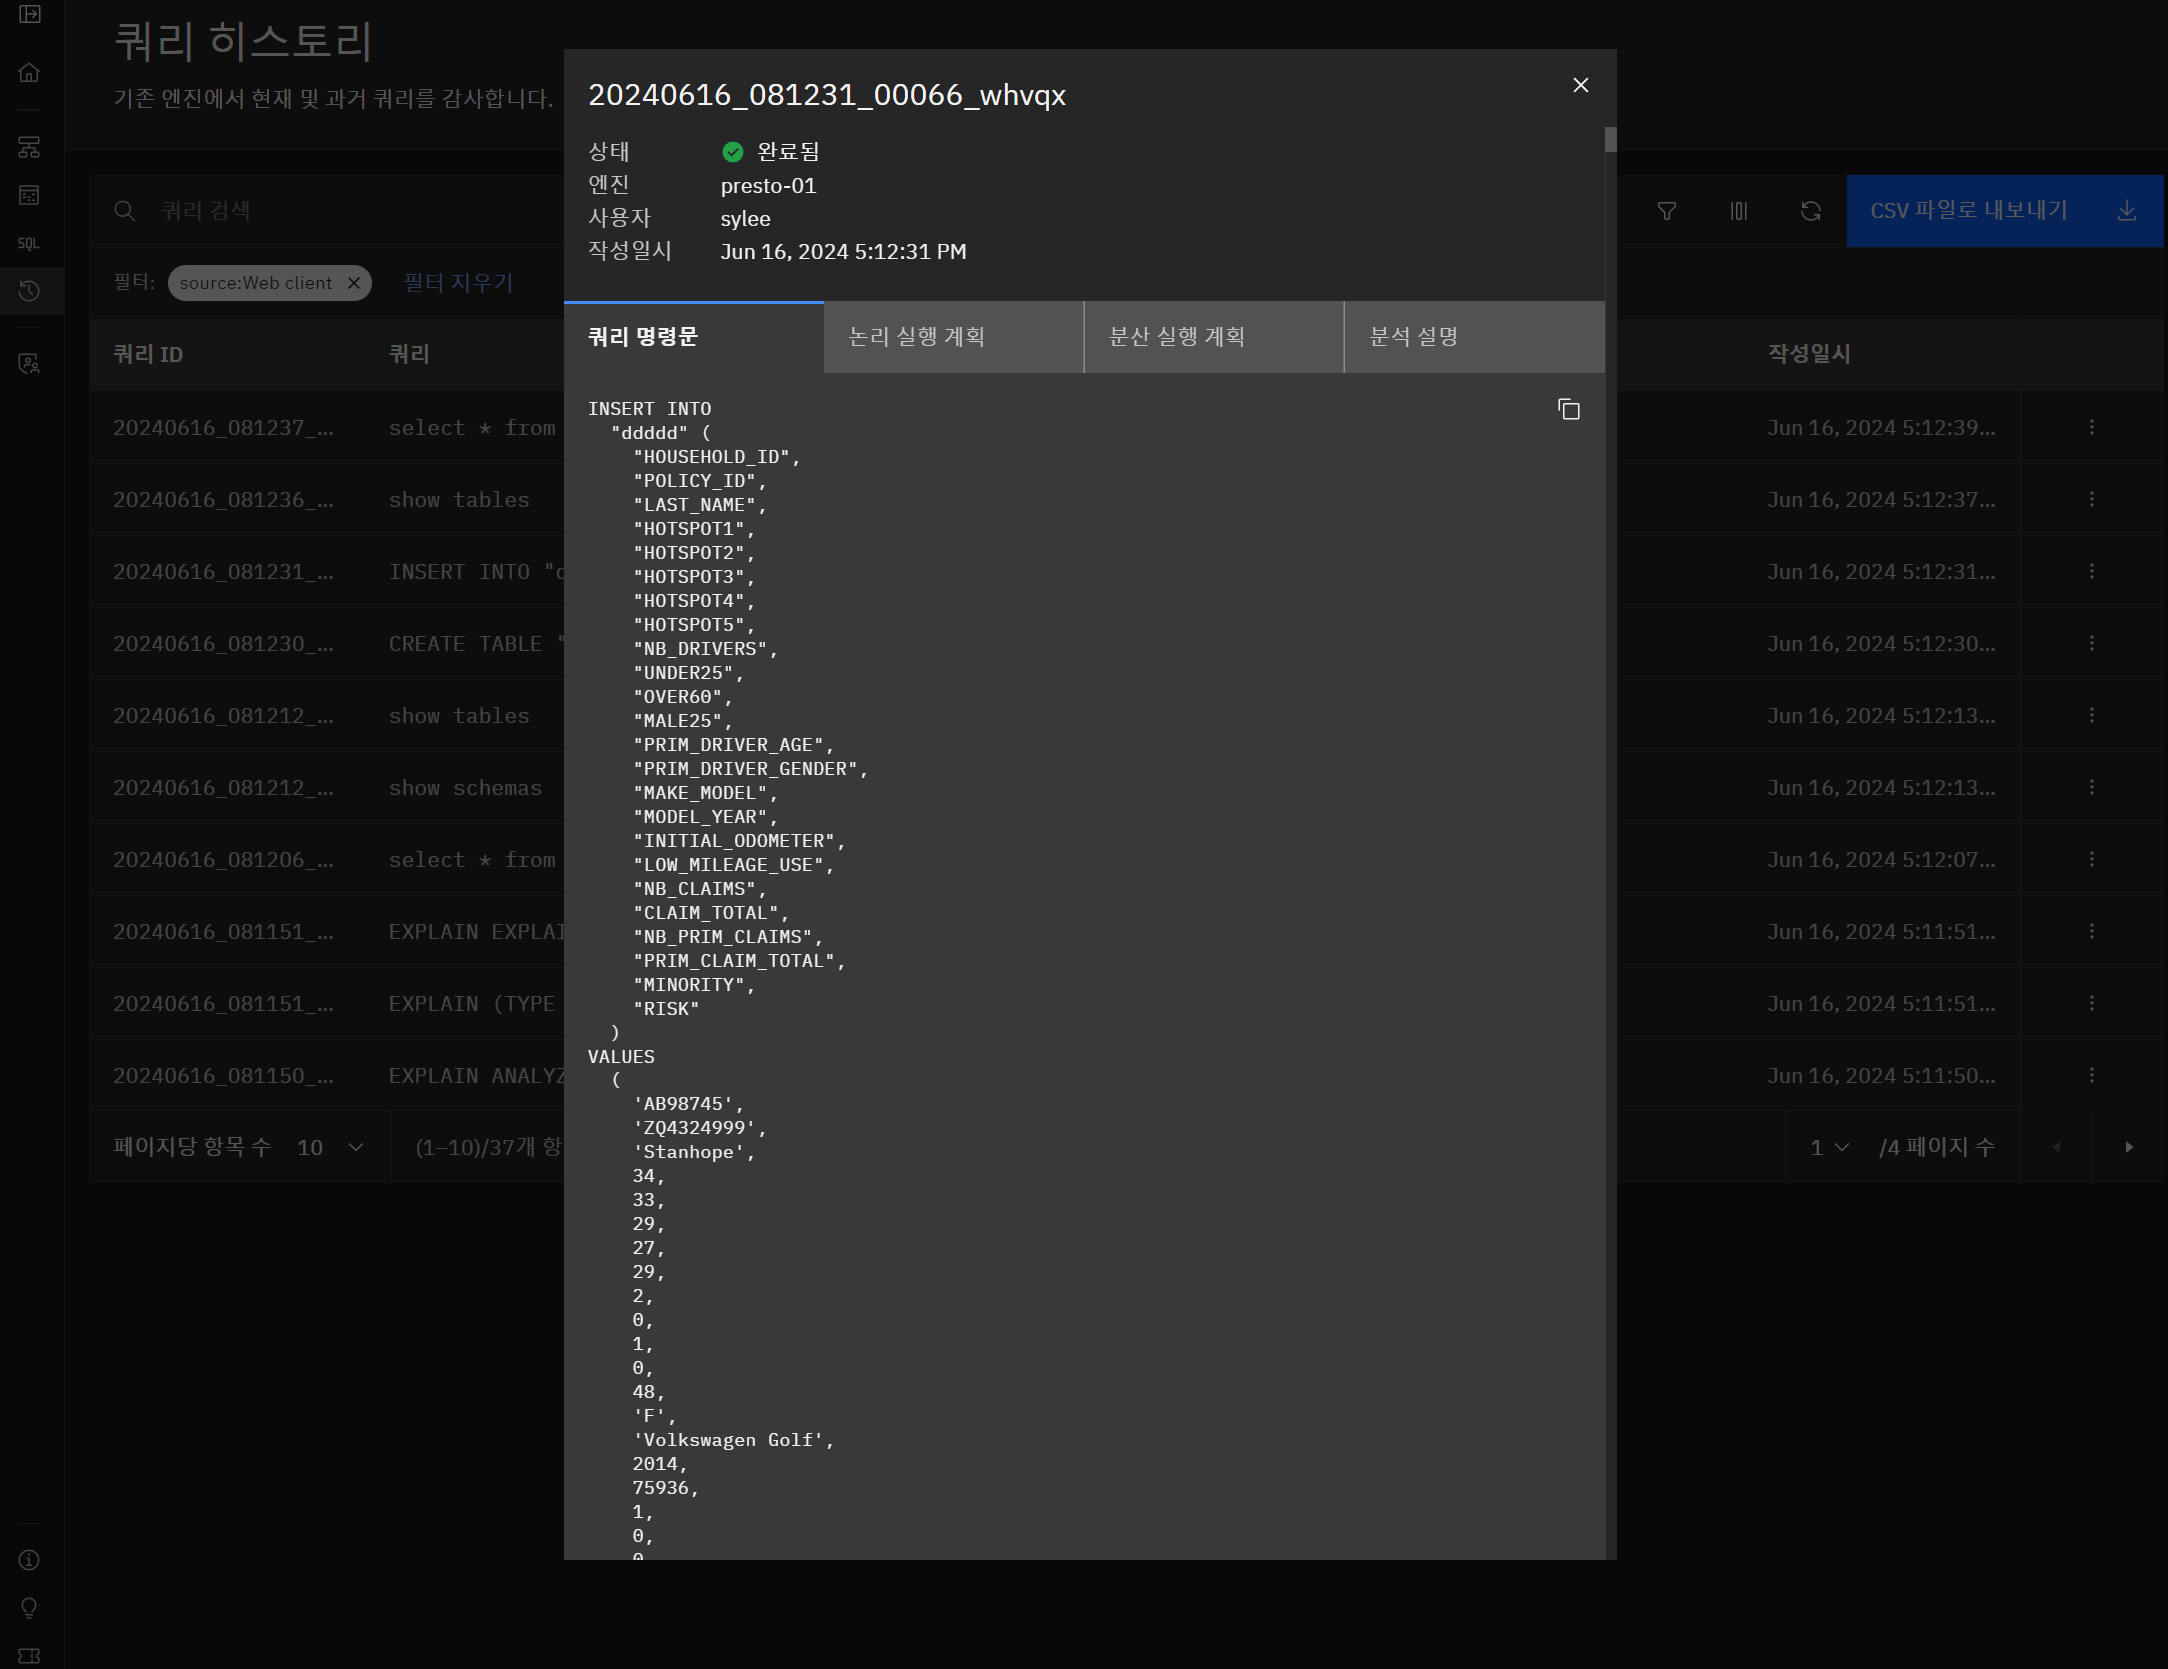 쿼리 히스토리
기존 엔진에서 현재 및 과거 쿼리를 감사합니다.
쿼리 검색
CSV 파일로 내보내기
SQL
필터:
source:Web client
필터 지우기
쿼리 ID 쿼리 작성일시
20240616_081237_... select * from Jun 16, 2024 5:12:39...
20240616_081236_... show tables Jun 16, 2024 5:12:37...
20240616_081231_... INSERT INTO Jun 16, 2024 5:12:31...
20240616_081230_... CREATE TABLE " Jun 16, 2024 5:12:30...
20240616_081212_... show tables Jun 16, 2024 5:12:13...
20240616_081212_... show schemas Jun 16, 2024 5:12:13...
20240616_081206_... select * from Jun 16, 2024 5:12:07...
20240616_081151_... EXPLAIN EXPLAI Jun 16, 2024 5:11:51...
20240616_081151_... EXPLAIN (TYPE Jun 16, 2024 5:11:51...
20240616_081150_... EXPLAIN ANALYZ Jun 16, 2024 5:11:50...
페이지당 항목 수 10 (1–10)/37개 항 1 /4 페이지 수
20240616_081231_00066_whvqx
상태 완료됨
엔진 presto-01
사용자 sylee
작성일시 Jun 16, 2024 5:12:31 PM
쿼리 명령문 논리 실행 계획 분산 실행 계획 분석 설명
INSERT INTO
"ddddd" (
"HOUSEHOLD_ID",
"POLICY_ID",
"LAST_NAME",
"HOTSPOT1",
"HOTSPOT2",
"HOTSPOT3",
"HOTSPOT4",
"HOTSPOT5",
"NB_DRIVERS",
"UNDER25",
"OVER60",
"MALE25",
"PRIM_DRIVER_AGE",
"PRIM_DRIVER_GENDER",
"MAKE_MODEL",
"MODEL_YEAR",
"INITIAL_ODOMETER",
"LOW_MILEAGE_USE",
"NB_CLAIMS",
"CLAIM_TOTAL",
"NB_PRIM_CLAIMS",
"PRIM_CLAIM_TOTAL",
"MINORITY",
"RISK"
)
VALUES
(
'AB98745',
'ZQ4324999',
'Stanhope',
34,
33,
29,
27,
29,
2,
0,
1,
0,
48,
'F',
'Volkswagen Golf',
2014,
75936,
1,
0,